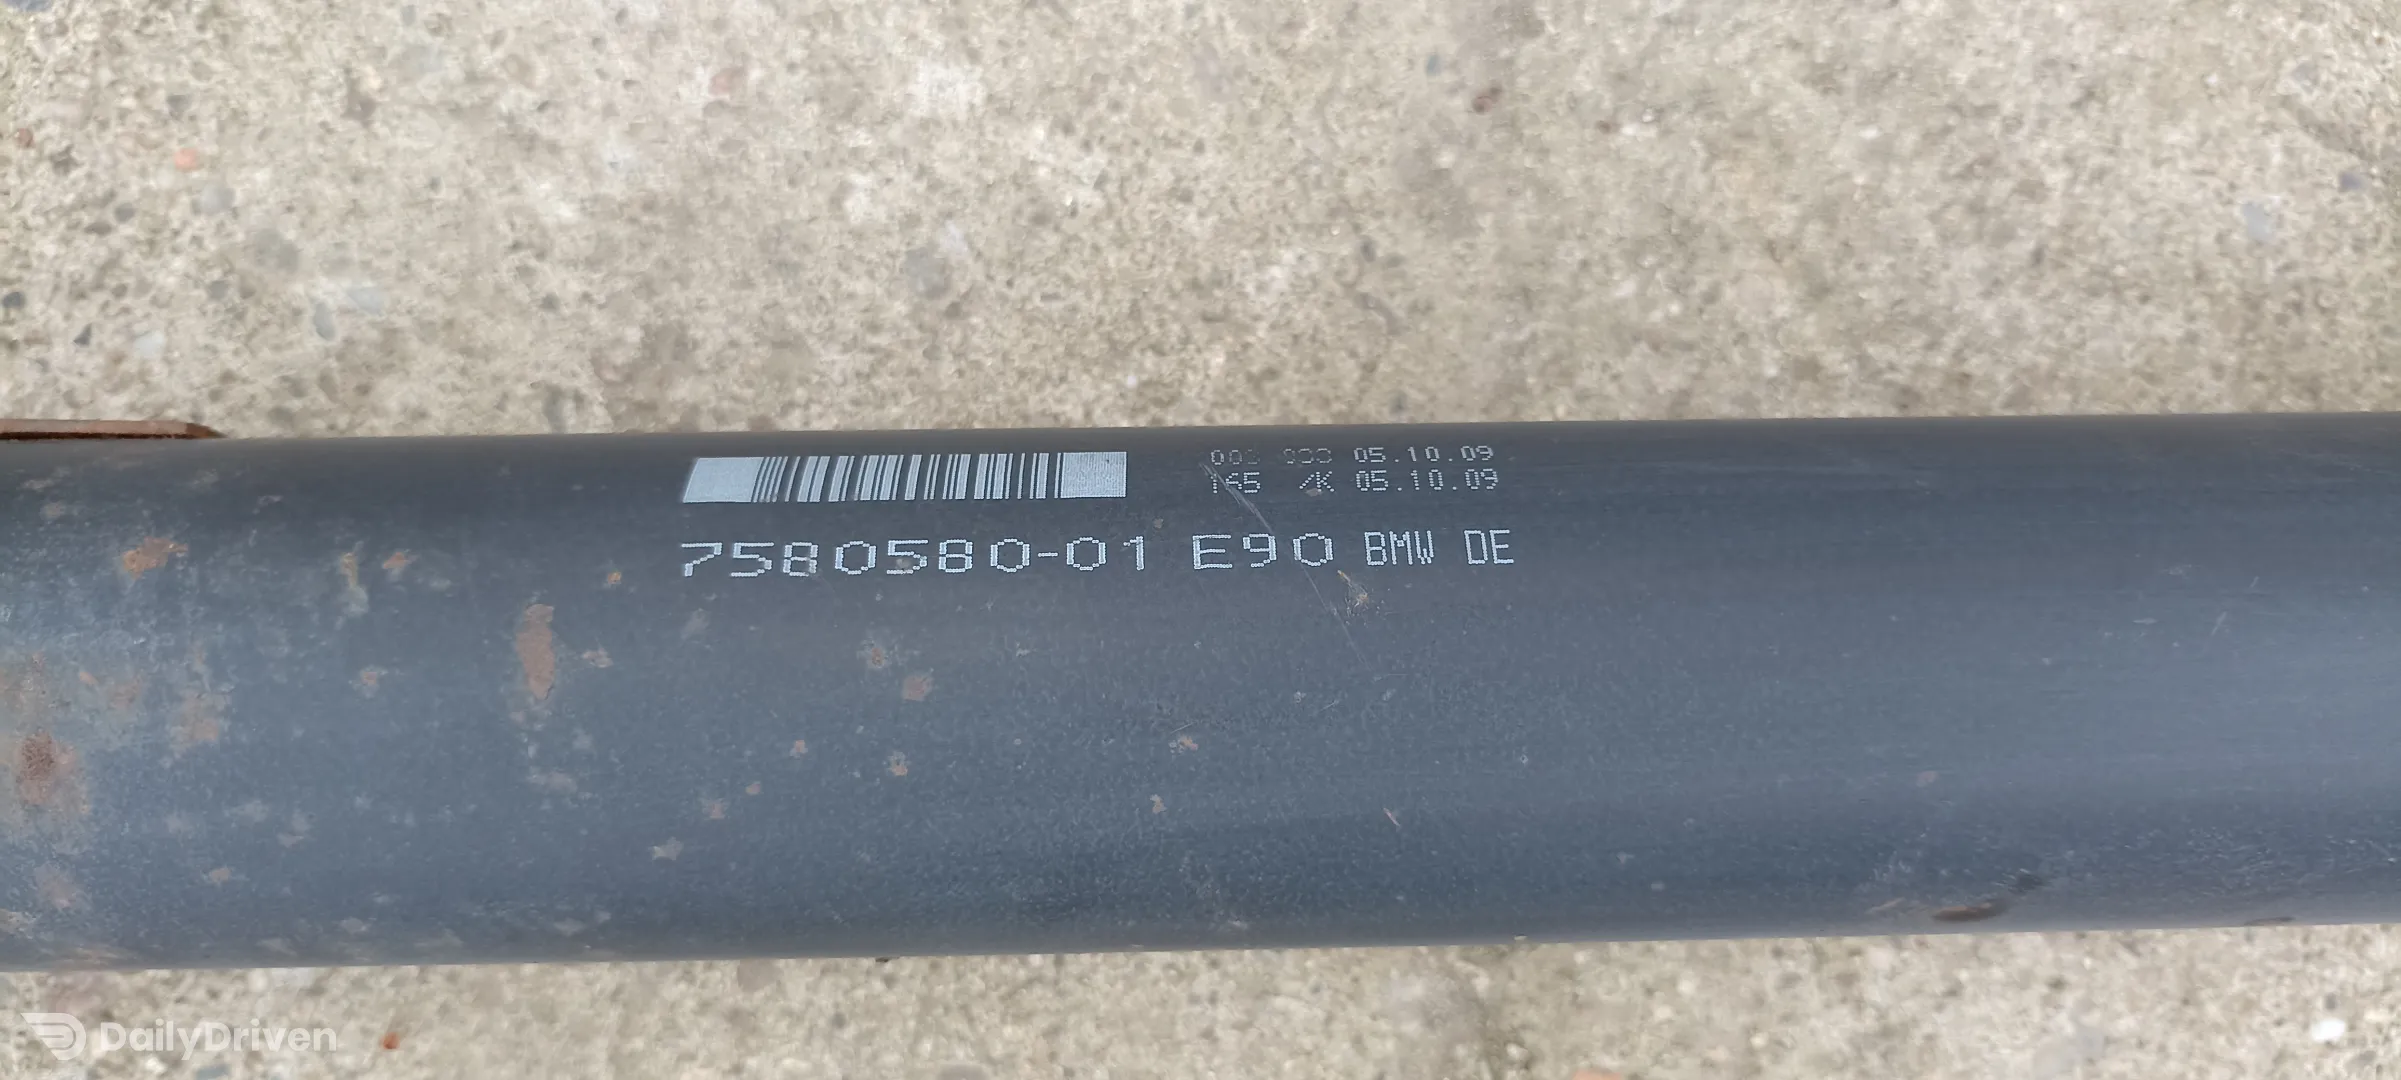 05.10.09
165 /K 05.10.09
7580580-01 E90 BMW DE
DailyDriven